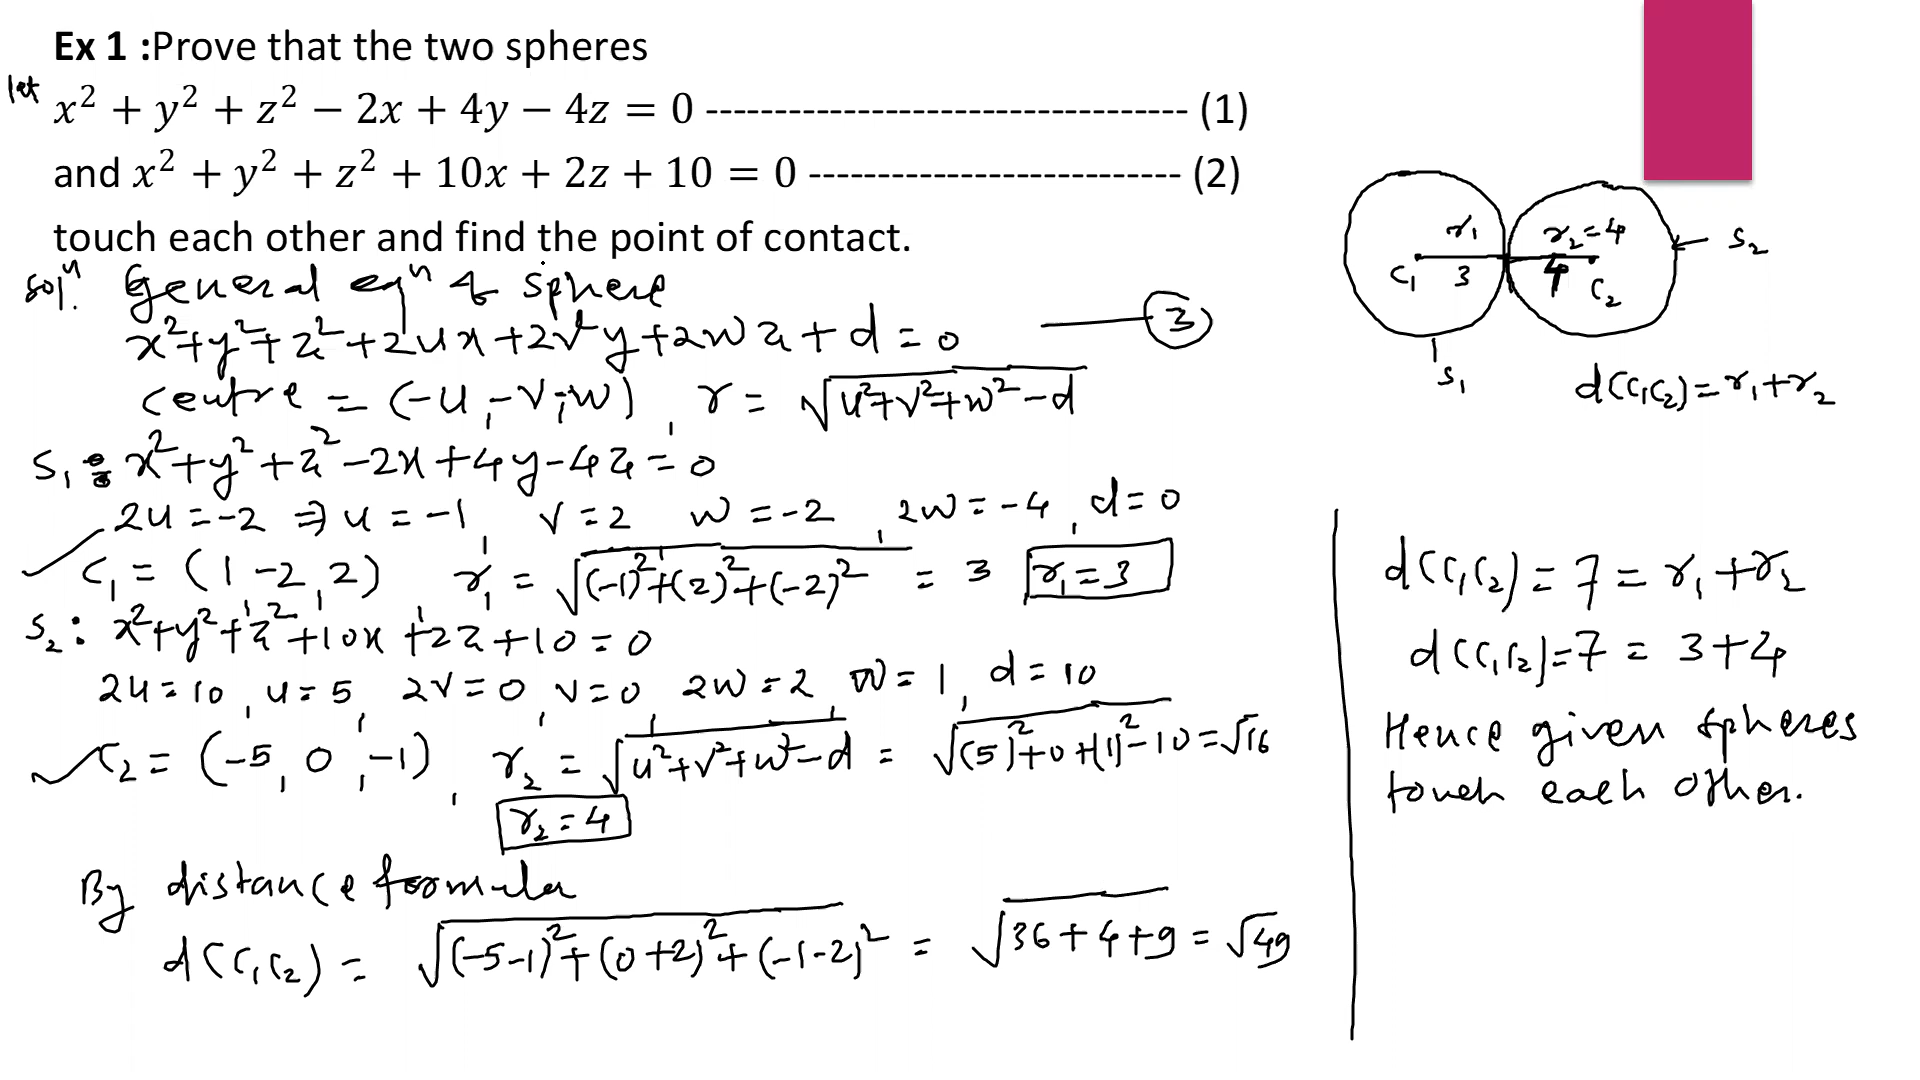 Ex 1 :Prove that the two spheres
let
x² + y² + z² − 2x + 4y − 4z = 0 ----------------------------------- (1)
and x² + y² + z² + 10x + 2z + 10 = 0 --------------------------- (2)
touch each other and find the point of contact.
Solⁿ. General eqⁿ of sphere
x²+y²+z²+2ux+2vy+2wz+d=0 —— ③
centre = (-u,-v,-w), r = √(u²+v²+w²-d)
S₁: x²+y²+z²-2x+4y-4z=0
2u=-2 ⇒ u=-1, v=2 w=-2, 2w=-4, d=0
C₁ = (1,-2,2) r₁ = √((-1)²+(2)²+(-2)²) = 3 r₁=3
S₂: x²+y²+z²+10x+2z+10=0
2u=10, u=5, 2v=0, v=0, 2w=2, w=1, d=10
C₂ = (-5, 0, -1), r₂ = √(u²+v²+w²-d) = √((5)²+0+(1)²-10) = √16
r₂=4
By distance formula
d(C₁C₂) = √((-5-1)²+(0+2)²+(-1-2)²) = √(36+4+9) = √49
r₁ r₂=4
C₁ 3 4 C₂
S₂
S₁
d(C₁C₂)=r₁+r₂
d(C₁C₂)=7=r₁+r₂
d(C₁C₂)=7=3+4
Hence given spheres
touch each other.